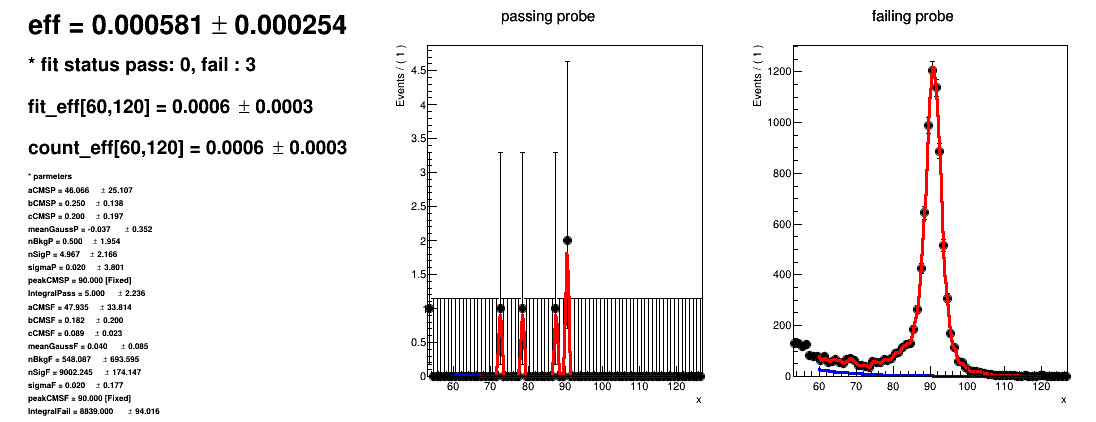 eff = 0.000581 ± 0.000254
* fit status pass: 0, fail : 3
fit_eff[60,120] = 0.0006 ± 0.0003
count_eff[60,120] = 0.0006 ± 0.0003
* parmeters
aCMSP = 46.066 ± 25.107
bCMSP = 0.250 ± 0.138
cCMSP = 0.200 ± 0.197
meanGaussP = -0.037 ± 0.352
nBkgP = 0.500 ± 1.954
nSigP = 4.967 ± 2.166
sigmaP = 0.020 ± 3.801
peakCMSP = 90.000 [Fixed]
IntegralPass = 5.000 ± 2.236
aCMSF = 47.935 ± 33.814
bCMSF = 0.182 ± 0.200
cCMSF = 0.089 ± 0.023
meanGaussF = 0.040 ± 0.085
nBkgF = 548.087 ± 693.595
nSigF = 9002.245 ± 174.147
sigmaF = 0.020 ± 0.177
peakCMSF = 90.000 [Fixed]
IntegralFail = 8839.000 ± 94.016
passing probe
Events / ( 1 )
4.5
4
3.5
3
2.5
2
1.5
1
0.5
0
60 70 80 90 100 110 120
x
failing probe
Events / ( 1 )
1200
1000
800
600
400
200
0
60 70 80 90 100 110 120
x